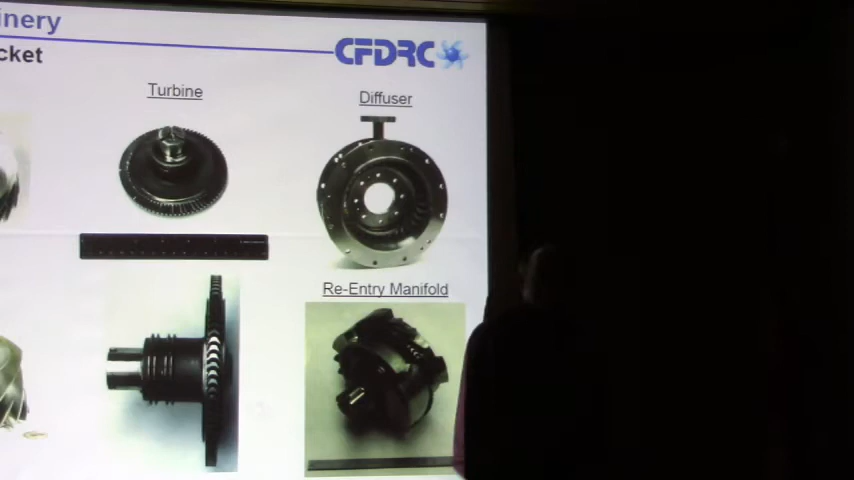 inery
CFDRC
cket
Turbine
Diffuser
Re-Entry Manifold